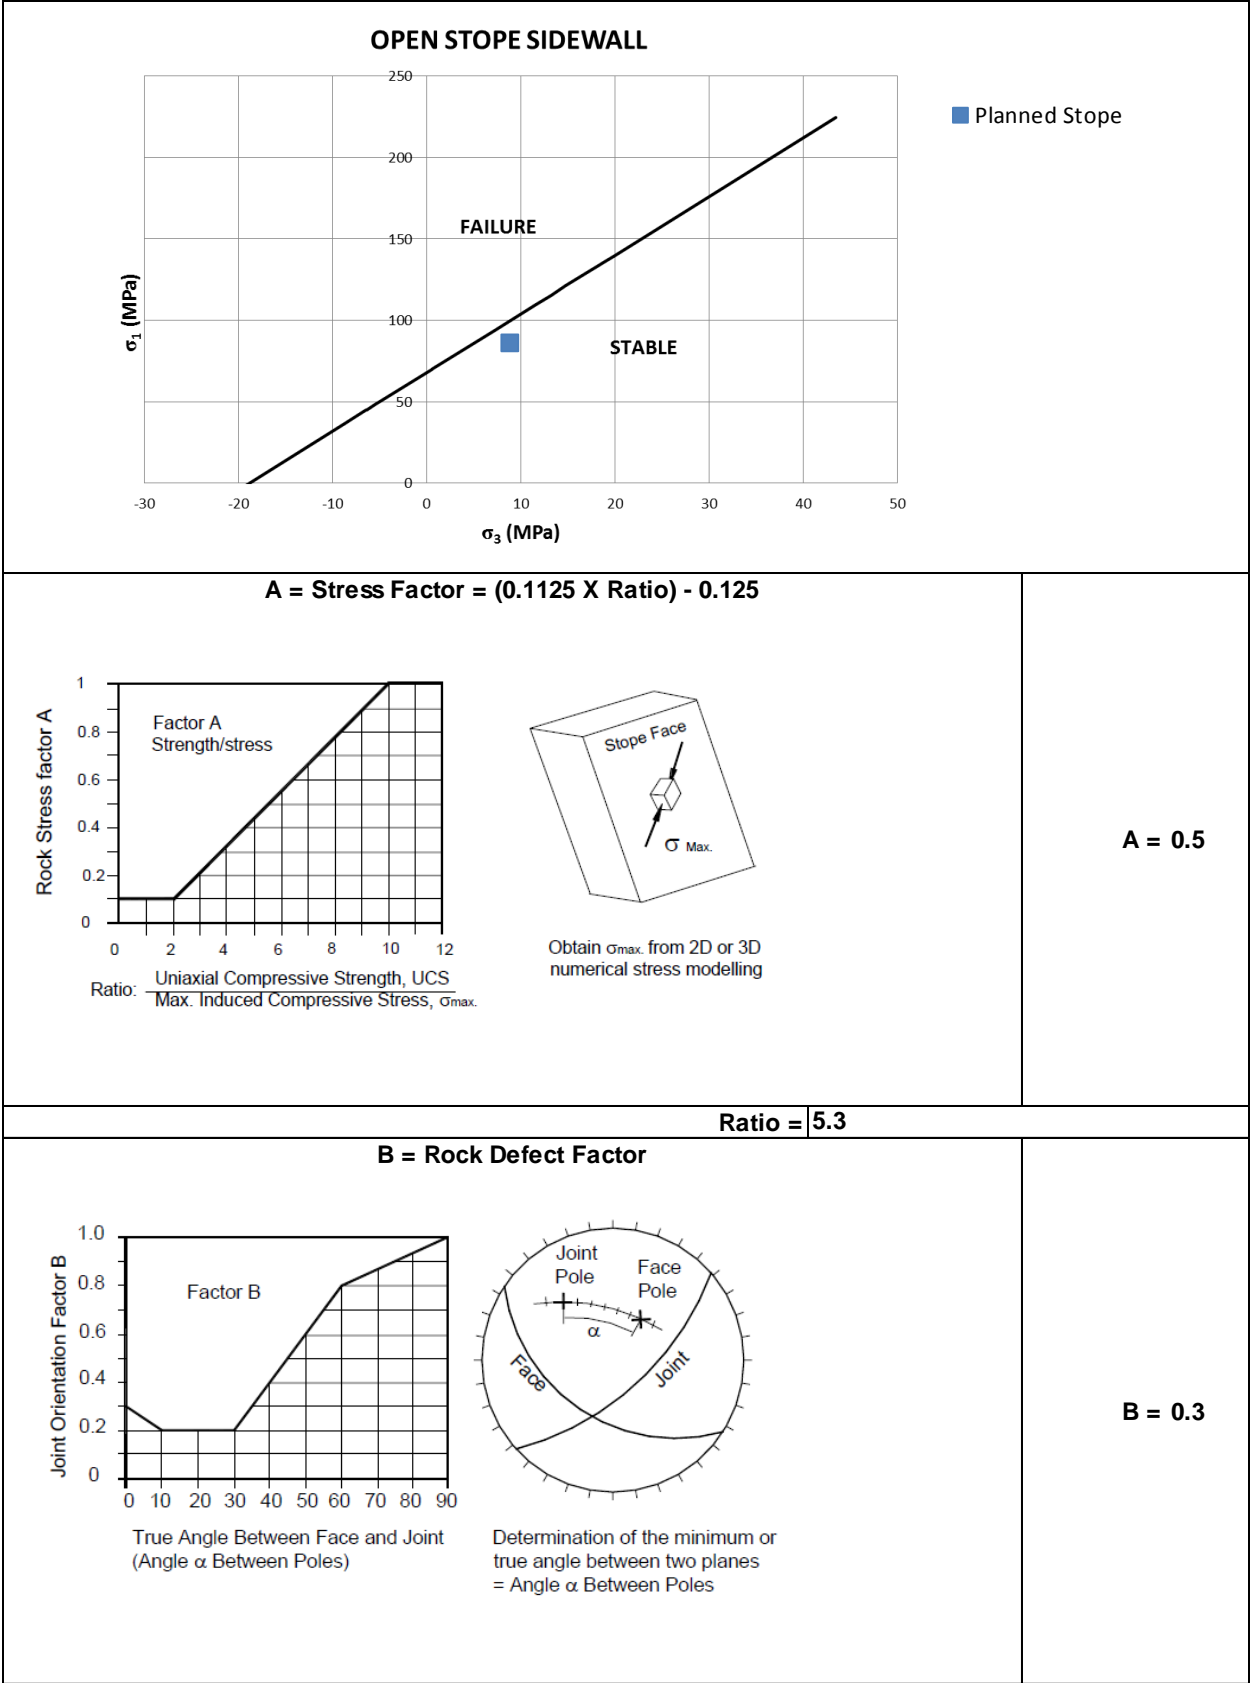 OPEN STOPE SIDEWALL
250
200
150
100
50
0
σ1 (MPa)
FAILURE
STABLE
-30 -20 -10 0 10 20 30 40 50
σ3 (MPa)
Planned Stope
A = Stress Factor = (0.1125 X Ratio) - 0.125
Rock Stress factor A
1
0.8
0.6
0.4
0.2
0
Factor A
Strength/stress
0 2 4 6 8 10 12
Ratio: Uniaxial Compressive Strength, UCS
Max. Induced Compressive Stress, σmax.
Stope Face
σ Max.
Obtain σmax. from 2D or 3D
numerical stress modelling
A = 0.5
Ratio = 5.3
B = Rock Defect Factor
Joint Orientation Factor B
1.0
0.8
0.6
0.4
0.2
0
Factor B
0 10 20 30 40 50 60 70 80 90
True Angle Between Face and Joint
(Angle α Between Poles)
Joint
Pole
Face
Pole
α
Face
Joint
Determination of the minimum or
true angle between two planes
= Angle α Between Poles
B = 0.3